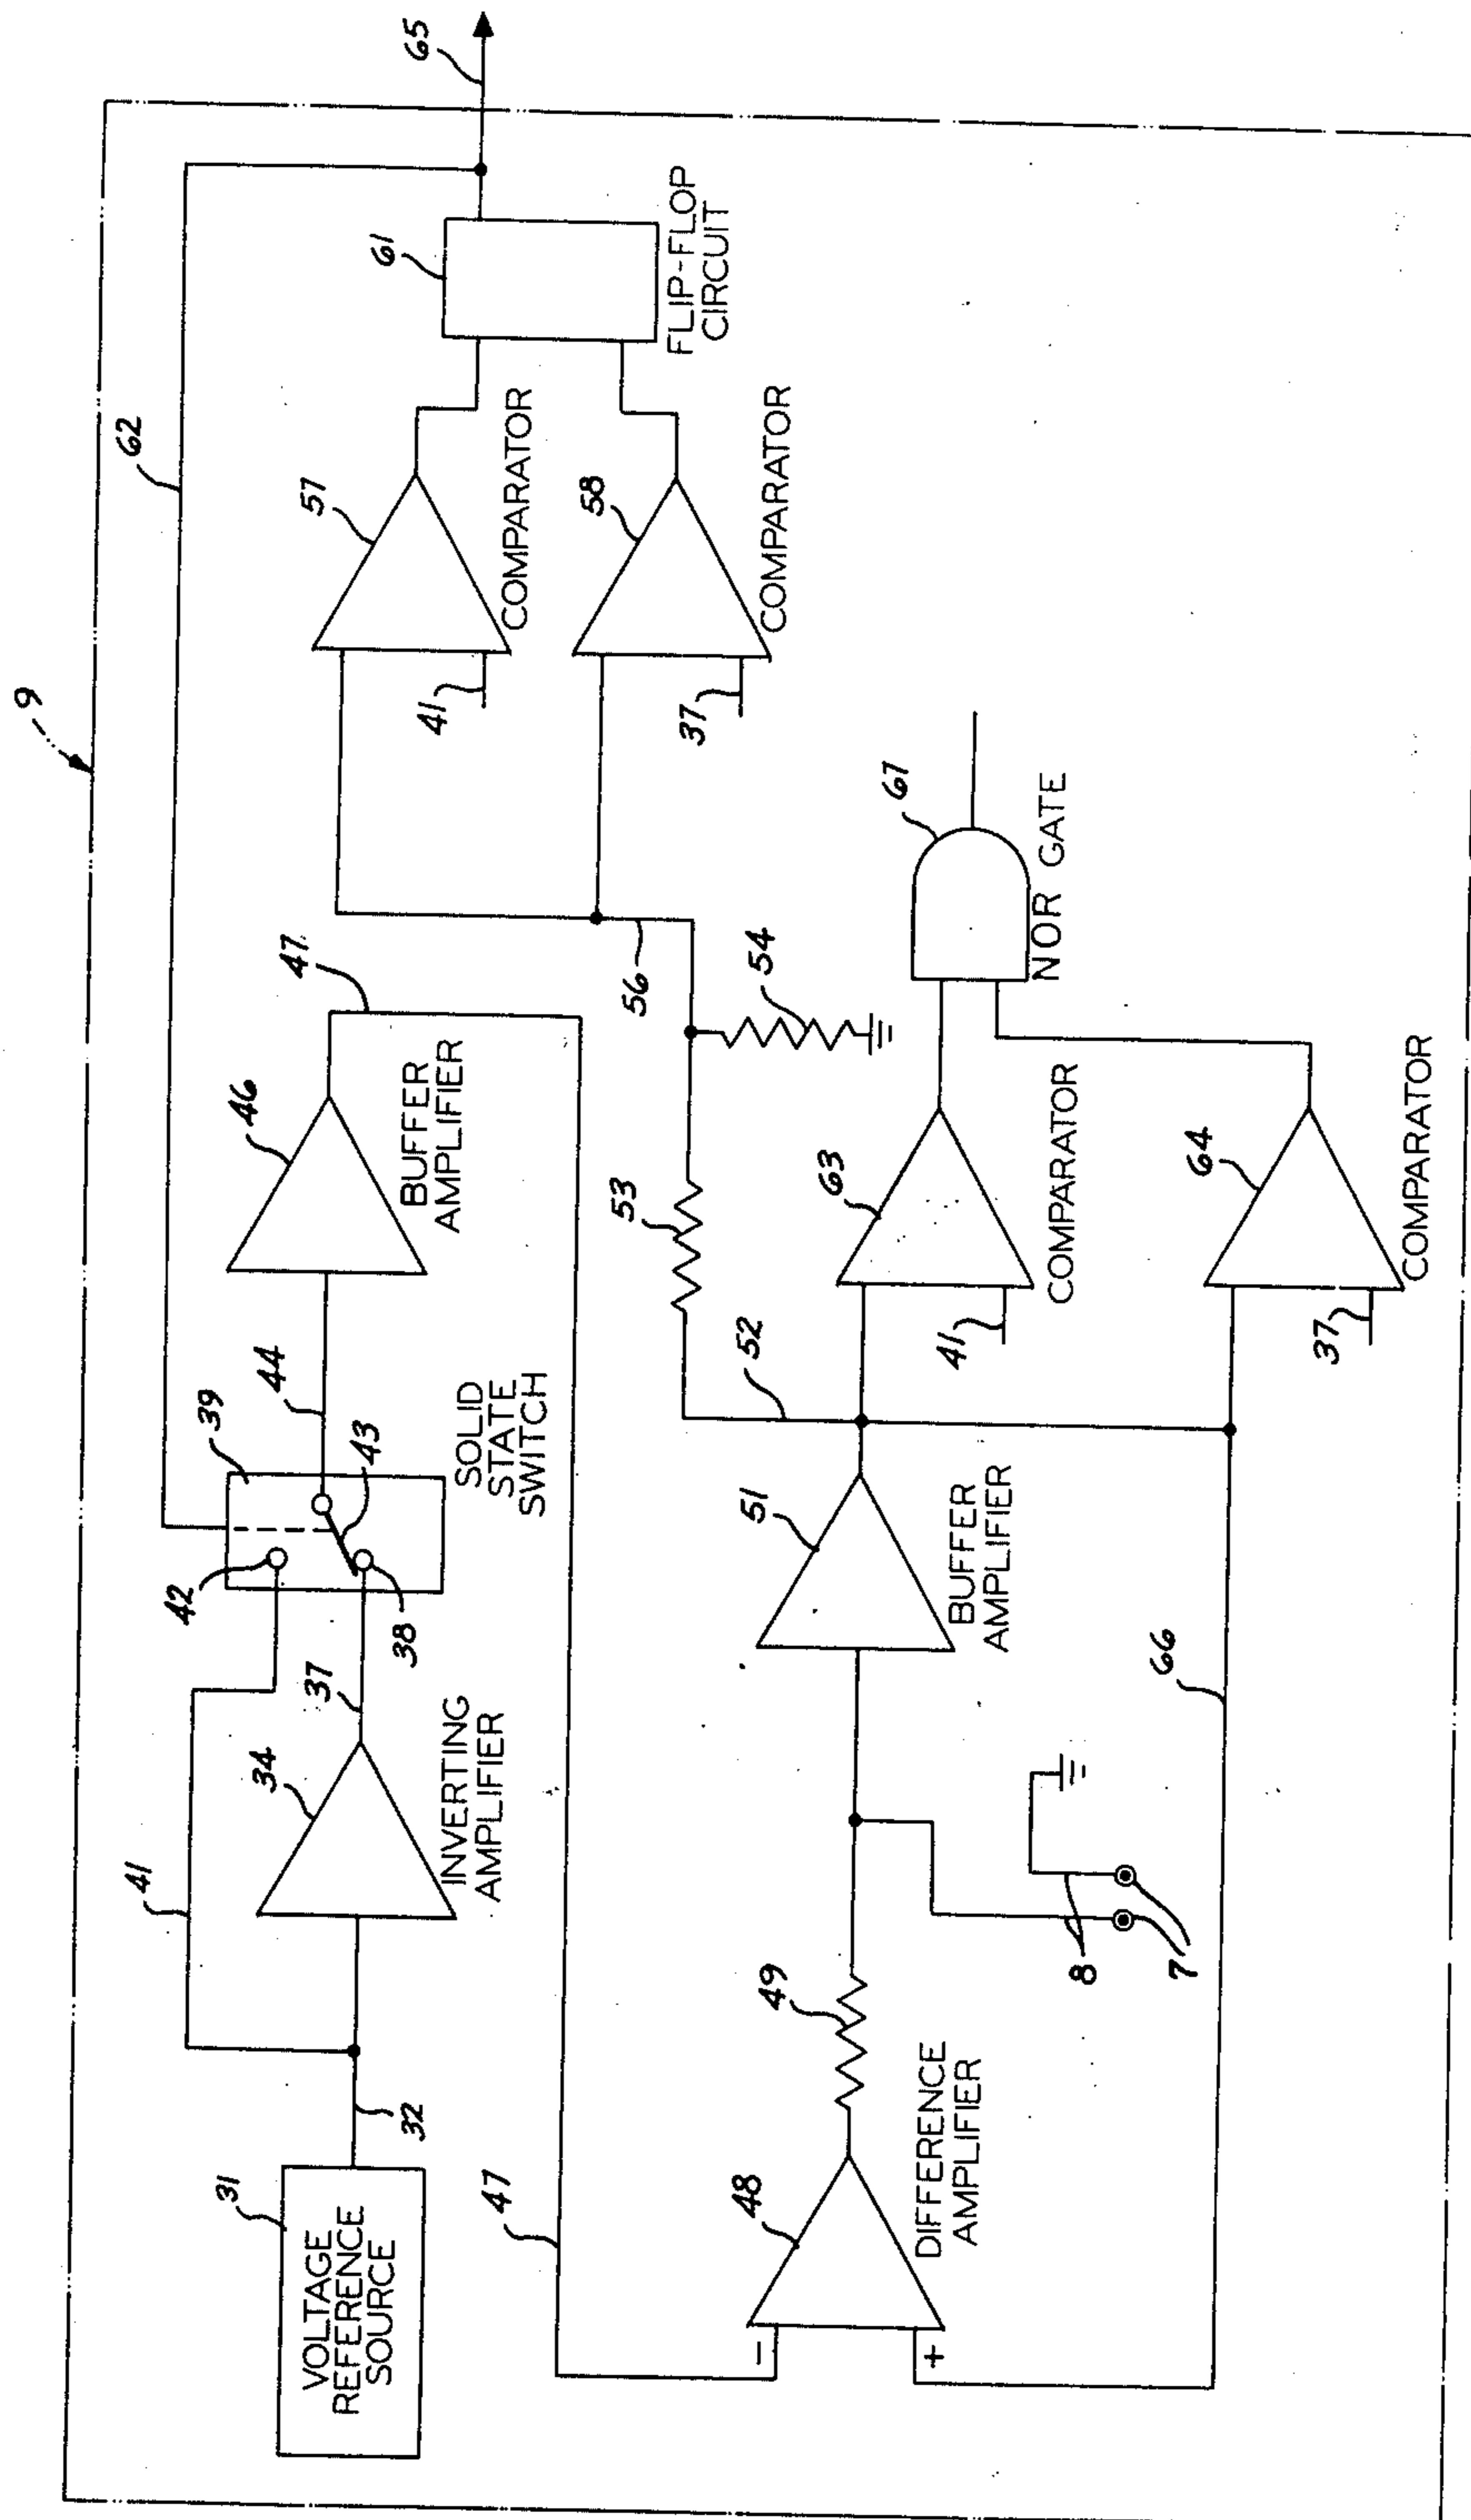 9
62
65
31
VOLTAGE
REFERENCE
SOURCE
32
41
34
INVERTING
AMPLIFIER
37
42
38
39
43
SOLID
STATE
SWITCH
44
46
BUFFER
AMPLIFIER
47
57
COMPARATOR
41
58
COMPARATOR
37
61
FLIP-FLOP
CIRCUIT
47
48
-
+
DIFFERENCE
AMPLIFIER
49
8
7
51
BUFFER
AMPLIFIER
52
53
54
56
63
COMPARATOR
41
64
COMPARATOR
37
66
67
NOR GATE